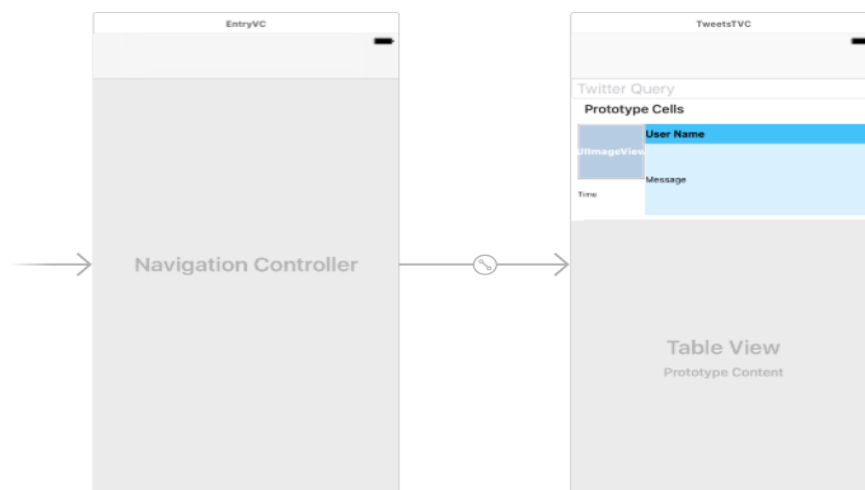 EntryVC
Navigation Controller
TweetsTVC
Twitter Query
Prototype Cells
UIImageView
User Name
Message
Time
Table View
Prototype Content